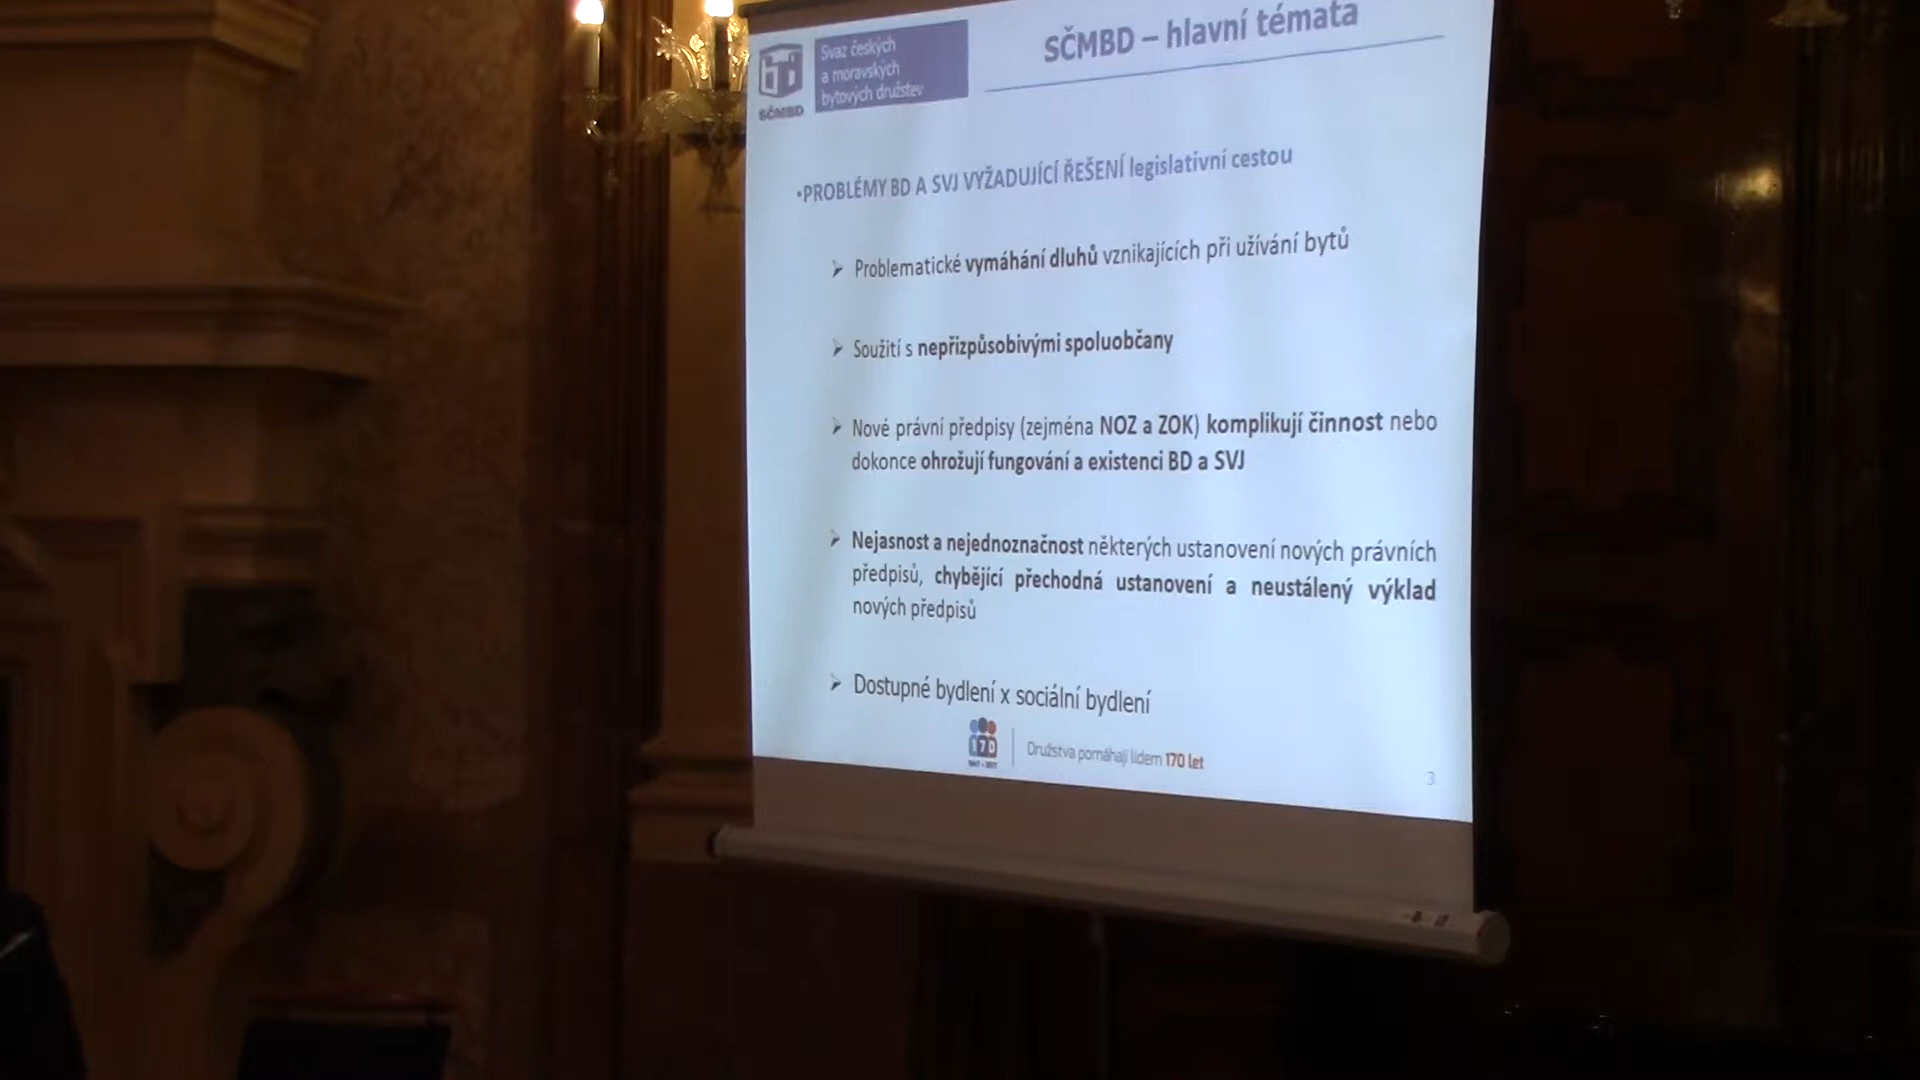 SČMBD
Svaz českých
a moravských
bytových družstev
SČMBD – hlavní témata
•PROBLÉMY BD A SVJ VYŽADUJÍCÍ ŘEŠENÍ legislativní cestou
➢ Problematické vymáhání dluhů vznikajících při užívání bytů
➢ Soužití s nepřizpůsobivými spoluobčany
➢ Nové právní předpisy (zejména NOZ a ZOK) komplikují činnost nebo
dokonce ohrožují fungování a existenci BD a SVJ
➢ Nejasnost a nejednoznačnost některých ustanovení nových právních
předpisů, chybějící přechodná ustanovení a neustálený výklad
nových předpisů
➢ Dostupné bydlení x sociální bydlení
170
1847 - 2017
Družstva pomáhají lidem 170 let
3